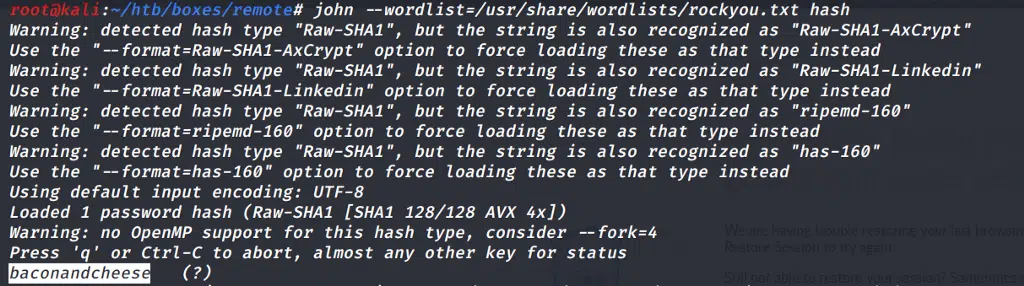 root@kali:~/htb/boxes/remote# john --wordlist=/usr/share/wordlists/rockyou.txt hash
Warning: detected hash type "Raw-SHA1", but the string is also recognized as "Raw-SHA1-AxCrypt"
Use the "--format=Raw-SHA1-AxCrypt" option to force loading these as that type instead
Warning: detected hash type "Raw-SHA1", but the string is also recognized as "Raw-SHA1-Linkedin"
Use the "--format=Raw-SHA1-Linkedin" option to force loading these as that type instead
Warning: detected hash type "Raw-SHA1", but the string is also recognized as "ripemd-160"
Use the "--format=ripemd-160" option to force loading these as that type instead
Warning: detected hash type "Raw-SHA1", but the string is also recognized as "has-160"
Use the "--format=has-160" option to force loading these as that type instead
Using default input encoding: UTF-8
Loaded 1 password hash (Raw-SHA1 [SHA1 128/128 AVX 4x])
Warning: no OpenMP support for this hash type, consider --fork=4
We are having trouble restoring your last browsin
Press 'q' or Ctrl-C to abort, almost any other key for status
Restore Session to try again
baconandcheese (?)
Still not able to restore your session? Sometimes